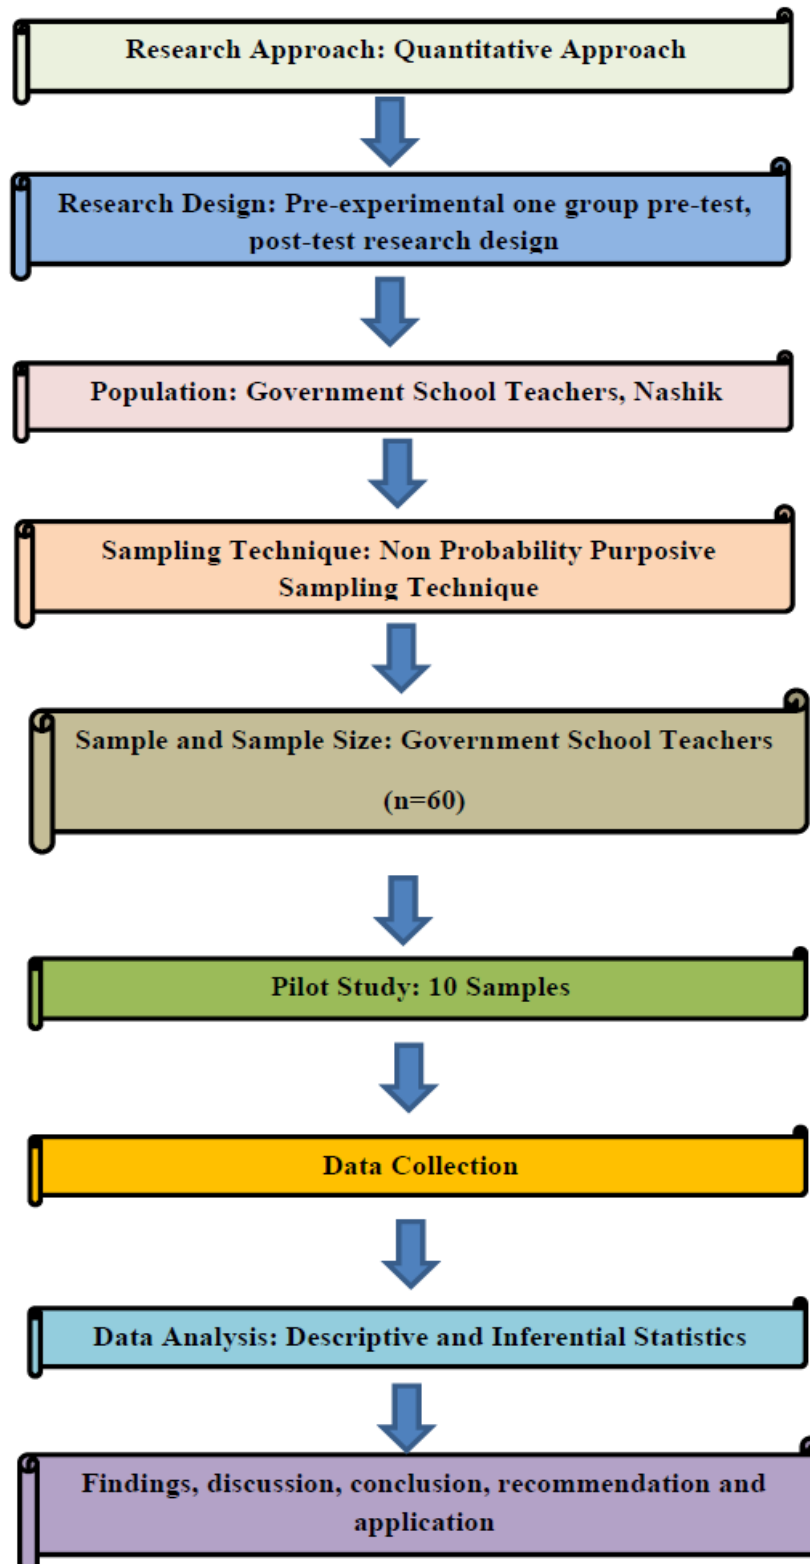 Research Approach: Quantitative Approach
Research Design: Pre-experimental one group pre-test,
post-test research design
Population: Government School Teachers, Nashik
Sampling Technique: Non Probability Purposive
Sampling Technique
Sample and Sample Size: Government School Teachers
(n=60)
Pilot Study: 10 Samples
Data Collection
Data Analysis: Descriptive and Inferential Statistics
Findings, discussion, conclusion, recommendation and
application